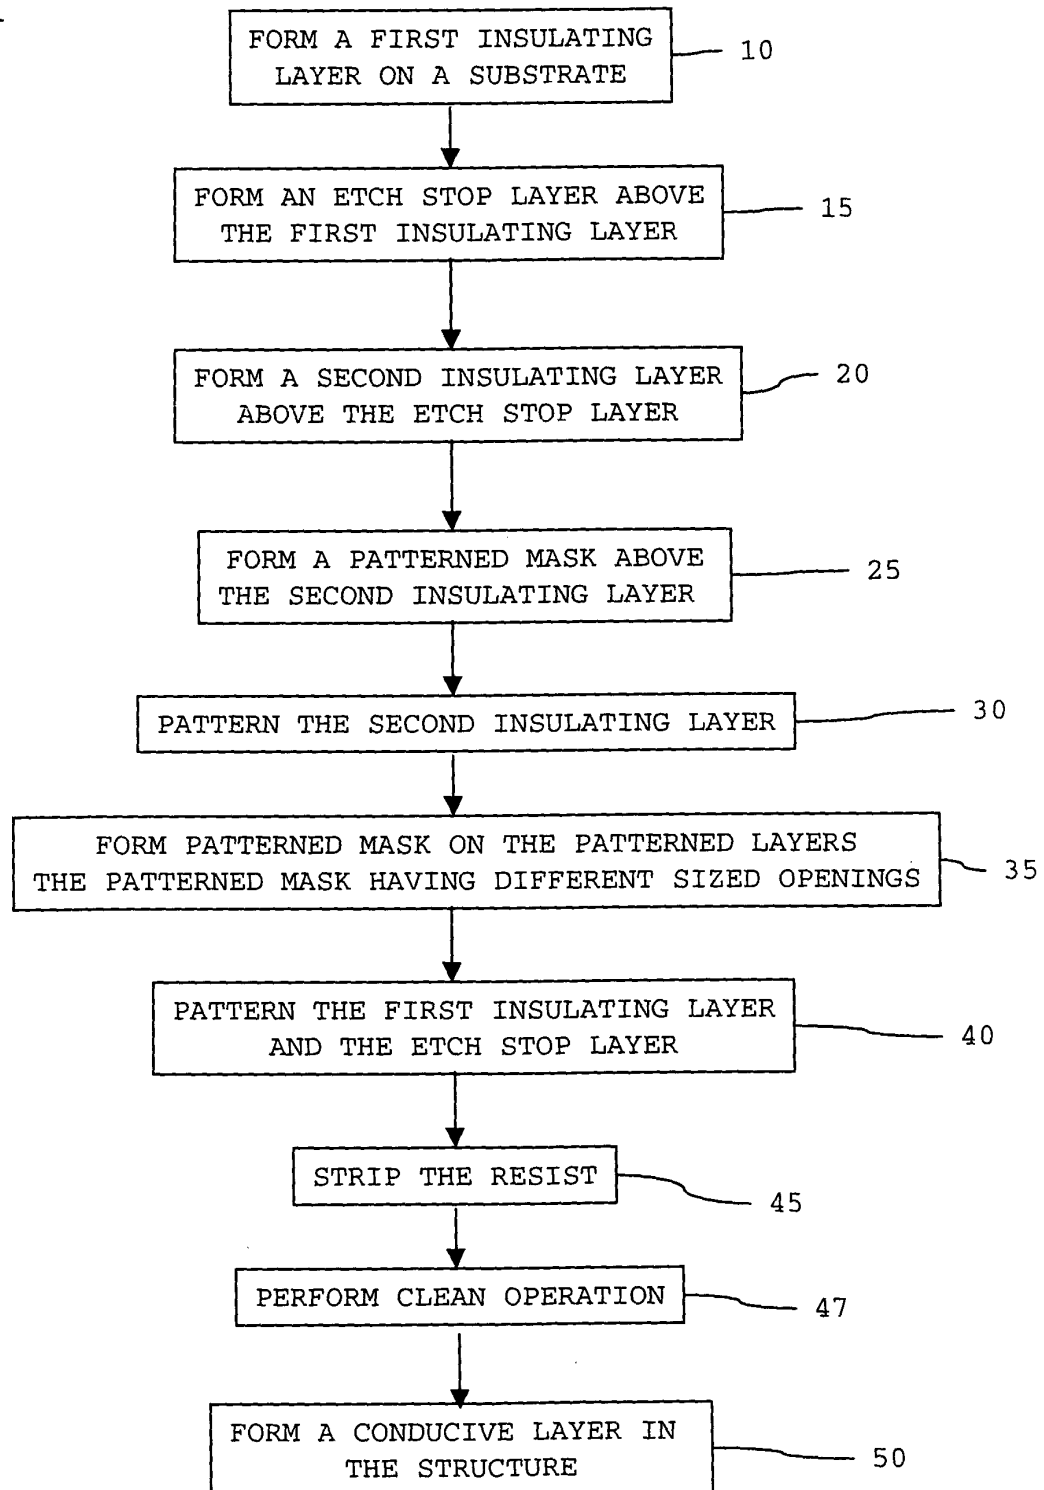 FORM A FIRST INSULATING
LAYER ON A SUBSTRATE
10
FORM AN ETCH STOP LAYER ABOVE
THE FIRST INSULATING LAYER
15
FORM A SECOND INSULATING LAYER
ABOVE THE ETCH STOP LAYER
20
FORM A PATTERNED MASK ABOVE
THE SECOND INSULATING LAYER
25
PATTERN THE SECOND INSULATING LAYER
30
FORM PATTERNED MASK ON THE PATTERNED LAYERS
THE PATTERNED MASK HAVING DIFFERENT SIZED OPENINGS
35
PATTERN THE FIRST INSULATING LAYER
AND THE ETCH STOP LAYER
40
STRIP THE RESIST
45
PERFORM CLEAN OPERATION
47
FORM A CONDUCIVE LAYER IN
THE STRUCTURE
50